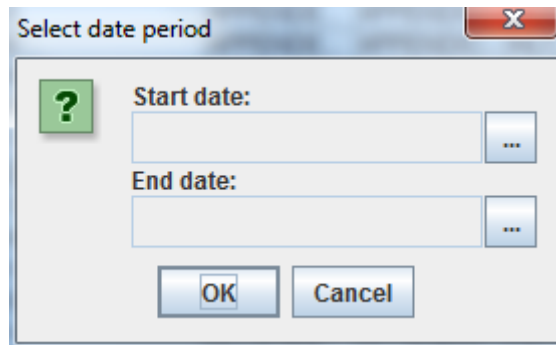 Select date period
x
?
Start date:
...
End date:
...
OK
Cancel